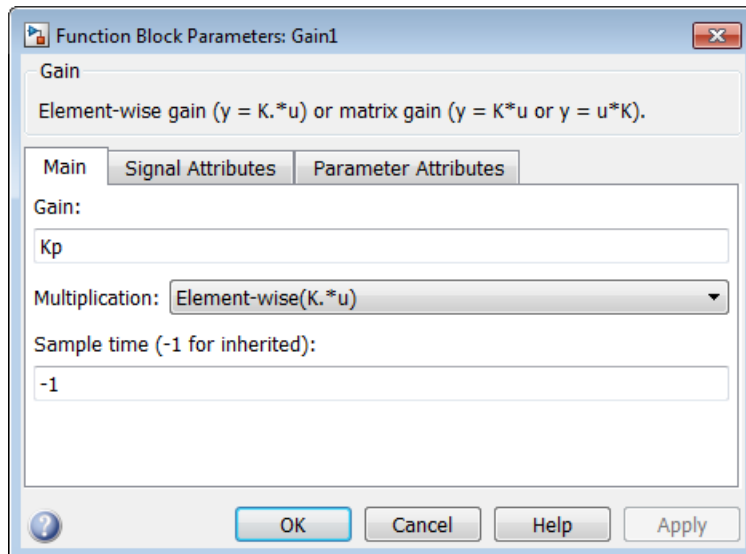 Function Block Parameters: Gain1
Gain
Element-wise gain (y = K.*u) or matrix gain (y = K*u or y = u*K).
Main Signal Attributes Parameter Attributes
Gain:
Kp
Multiplication: Element-wise(K.*u)
Sample time (-1 for inherited):
-1
OK Cancel Help Apply